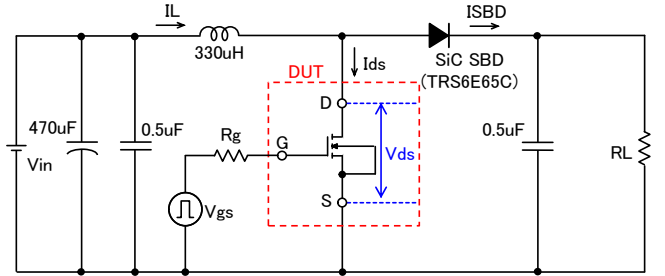 IL
ISBD
330uH
SiC SBD
(TRS6E65C)
Ids
DUT
D
470uF
0.5uF
0.5uF
Rg
G
Vds
RL
Vin
S
Vgs